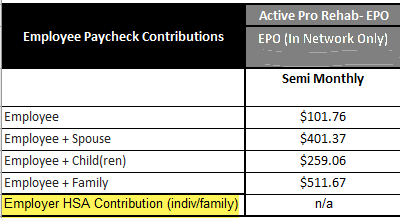 Active Pro Rehab- EPO
Employee Paycheck Contributions
EPO (In Network Only)
Semi Monthly
Employee $101.76
Employee + Spouse $401.37
Employee + Child(ren) $259.06
Employee + Family $511.67
Employer HSA Contribution (indiv/family) n/a